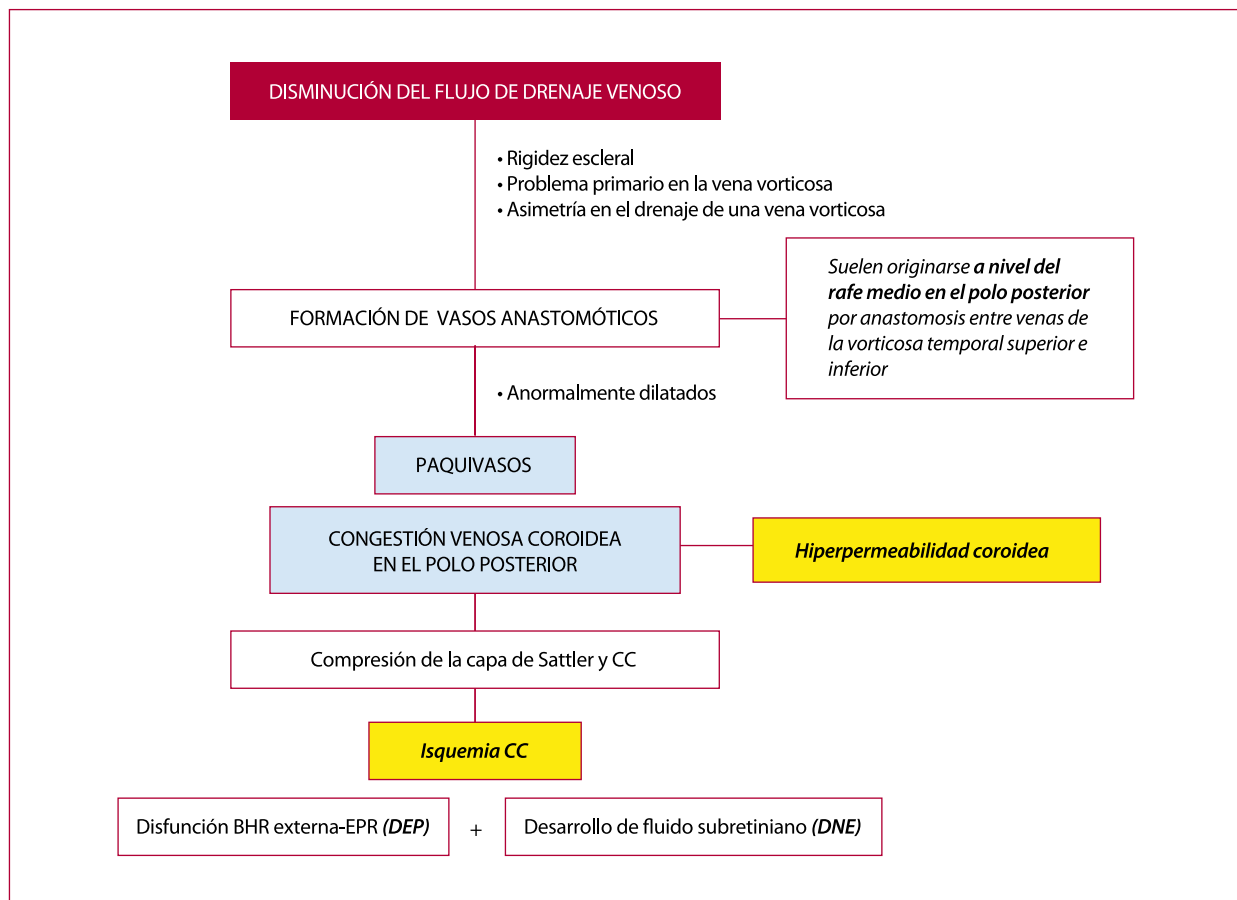 DISMINUCIÓN DEL FLUJO DE DRENAJE VENOSO
• Rigidez escleral
• Problema primario en la vena vorticosa
• Asimetría en el drenaje de una vena vorticosa
FORMACIÓN DE VASOS ANASTOMÓTICOS
Suelen originarse a nivel del
rafe medio en el polo posterior
por anastomosis entre venas de
la vorticosa temporal superior e
inferior
• Anormalmente dilatados
PAQUIVASOS
CONGESTIÓN VENOSA COROIDEA
EN EL POLO POSTERIOR
Hiperpermeabilidad coroidea
Compresión de la capa de Sattler y CC
Isquemia CC
Disfunción BHR externa-EPR (DEP)
+
Desarrollo de fluido subretiniano (DNE)